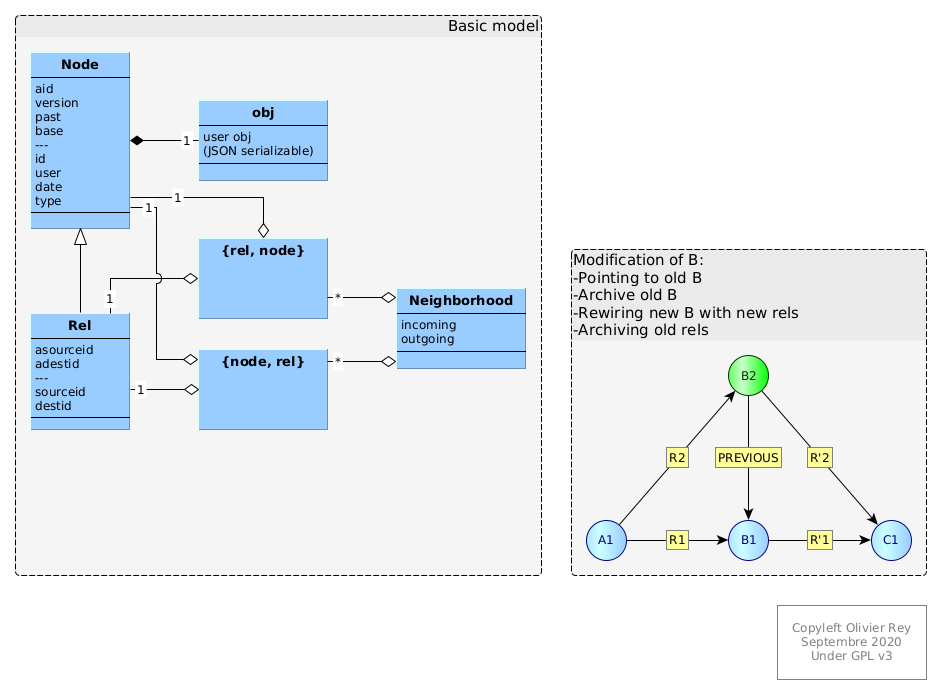 Basic model
Node
aid
version
past
base
---
id
user
date
type
obj
user obj
(JSON serializable)
1
1
1
{rel, node}
1
*
Neighborhood
incoming
outgoing
Rel
asourceid
adestid
---
sourceid
destid
{node, rel}
*
1
Modification of B:
-Pointing to old B
-Archive old B
-Rewiring new B with new rels
-Archiving old rels
B2
R2
PREVIOUS
R'2
A1
R1
B1
R'1
C1
Copyleft Olivier Rey
Septembre 2020
Under GPL v3